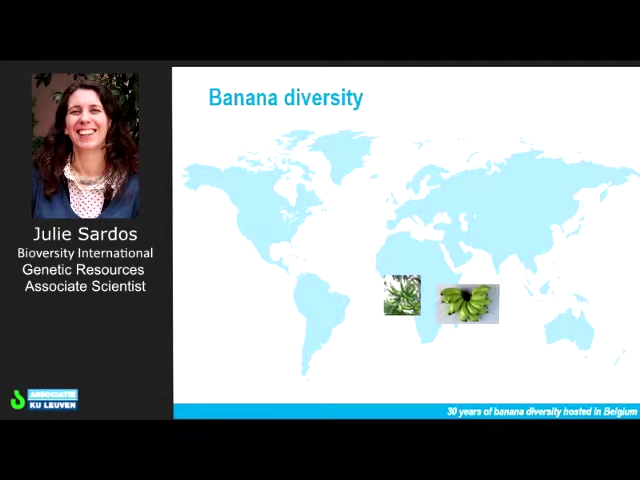 Banana diversity
Julie Sardos
Bioversity International
Genetic Resources
Associate Scientist
ASSOCIATIE
KU LEUVEN
30 years of banana diversity hosted in Belgium